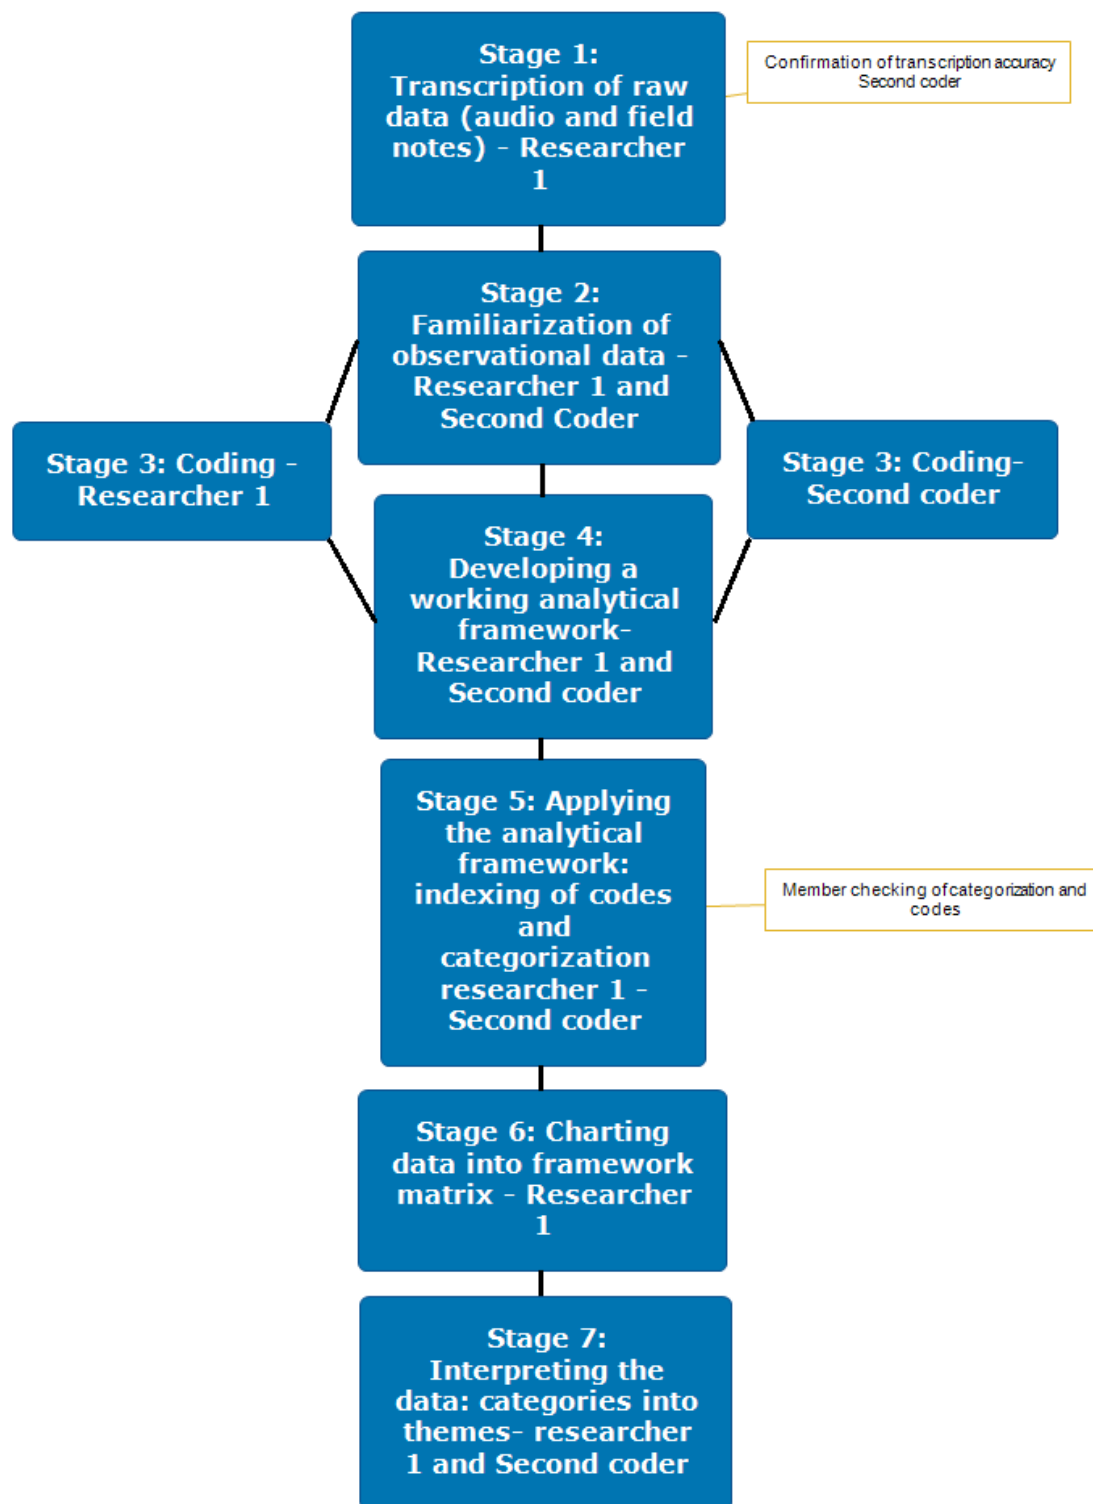 Stage 1:
Transcription of raw
data (audio and field
notes) - Researcher
1
Confirmation of transcription accuracy
Second coder
Stage 2:
Familiarization of
observational data -
Researcher 1 and
Second Coder
Stage 3: Coding -
Researcher 1
Stage 3: Coding-
Second coder
Stage 4:
Developing a
working analytical
framework-
Researcher 1 and
Second coder
Stage 5: Applying
the analytical
framework:
indexing of codes
and
categorization
researcher 1 -
Second coder
Member checking of categorization and
codes
Stage 6: Charting
data into framework
matrix - Researcher
1
Stage 7:
Interpreting the
data: categories into
themes- researcher
1 and Second coder